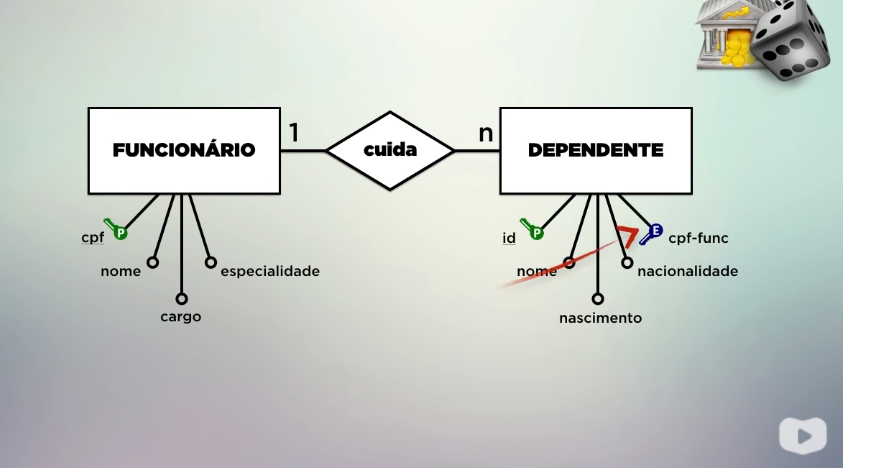 FUNCIONÁRIO
1
cuida
n
DEPENDENTE
cpf
P
nome
cargo
especialidade
id
P
nome
nascimento
nacionalidade
E
cpf-func